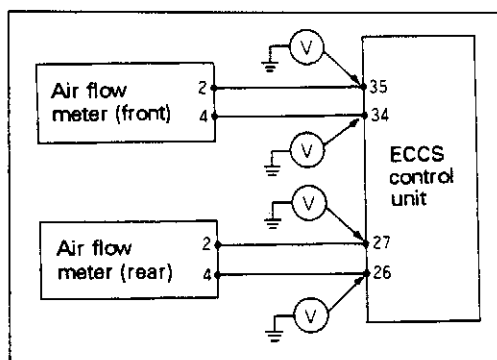 V
Air flow
meter (front)
2
4
35
34
V
ECCS
control
unit
V
Air flow
meter (rear)
2
4
27
26
V